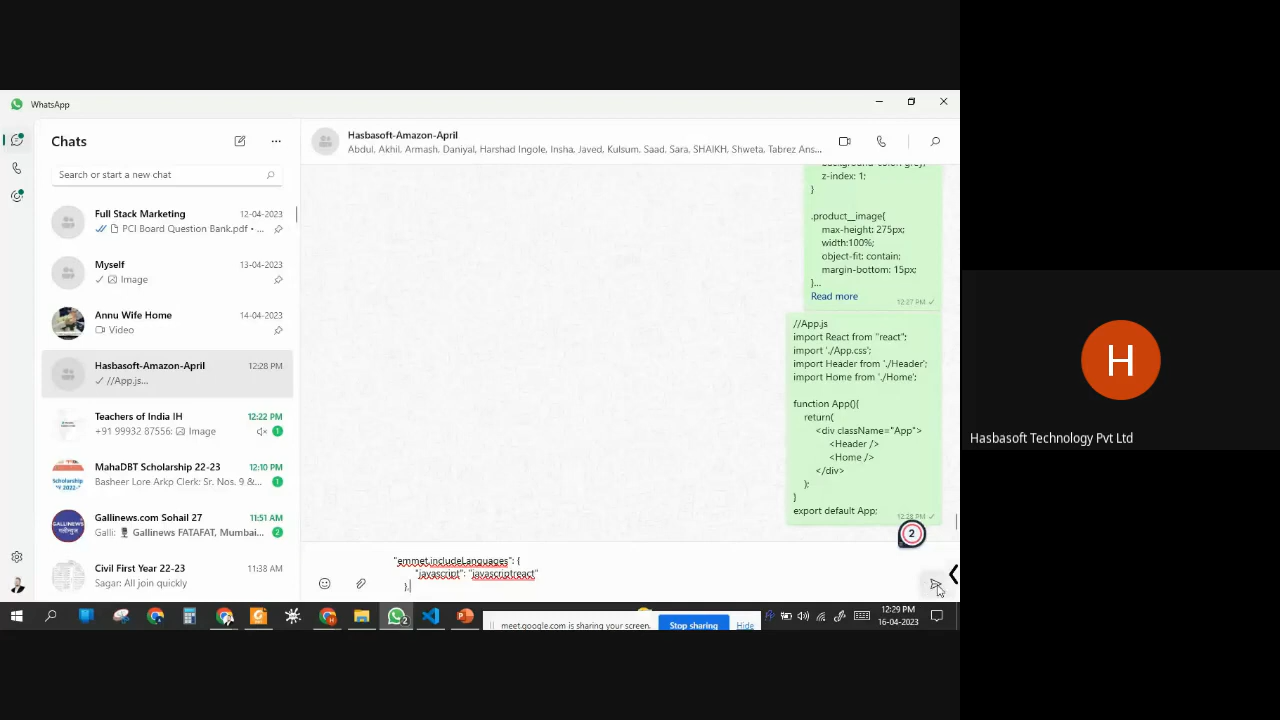 WhatsApp
Chats
Search or start a new chat
Full Stack Marketing
12-04-2023
PCI Board Question Bank.pdf • ...
Myself
13-04-2023
Image
Annu Wife Home
14-04-2023
Video
Hasbasoft-Amazon-April
12:28 PM
//App.js...
Teachers of India IH
12:22 PM
+91 99932 87556: Image
1
MahaDBT Scholarship 22-23
12:10 PM
Basheer Lore Arkp Clerk: Sr. Nos. 9 &...
1
Gallinews.com Sohail 27
11:51 AM
Galli: Gallinews FATAFAT, Mumbai...
2
Civil First Year 22-23
11:38 AM
Sagar: All join quickly
Hasbasoft-Amazon-April
Abdul, Akhil, Armash, Daniyal, Harshad Ingole, Insha, Javed, Kulsum, Saad, Sara, SHAIKH, Shweta, Tabrez Ans...
background-color: grey;
z-index: 1;
}
.product__image{
max-height: 275px;
width:100%;
object-fit: contain;
margin-bottom: 15px;
}...
Read more
12:27 PM
//App.js
import React from "react";
import './App.css';
import Header from './Header';
import Home from './Home';
function App(){
return(
<div className="App">
<Header />
<Home />
</div>
);
}
export default App;
12:28 PM
2
"emmet.includeLanguages": {
"javascript": "javascriptreact"
},
meet.google.com is sharing your screen.
Stop sharing
Hide
12:29 PM
16-04-2023
H
Hasbasoft Technology Pvt Ltd